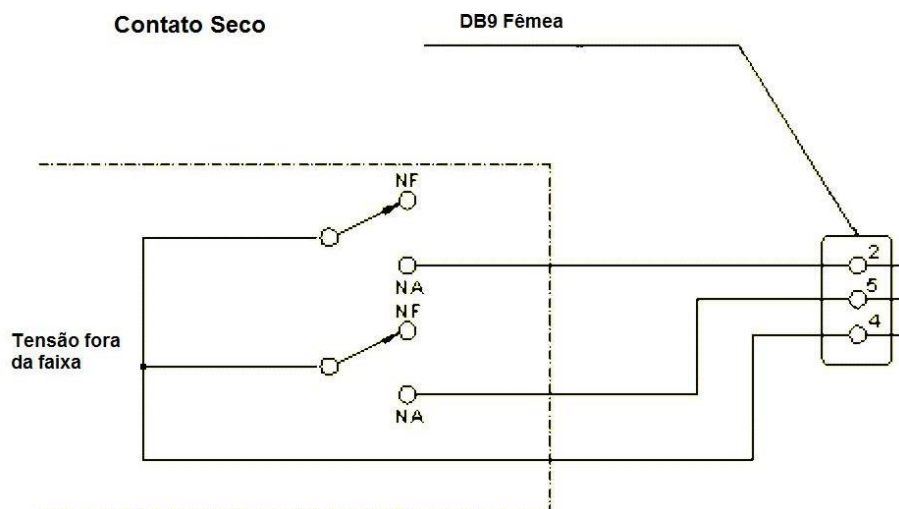 Contato Seco
DB9 Fêmea
NF
2
NA
5
NF
4
Tensão fora
da faixa
NA